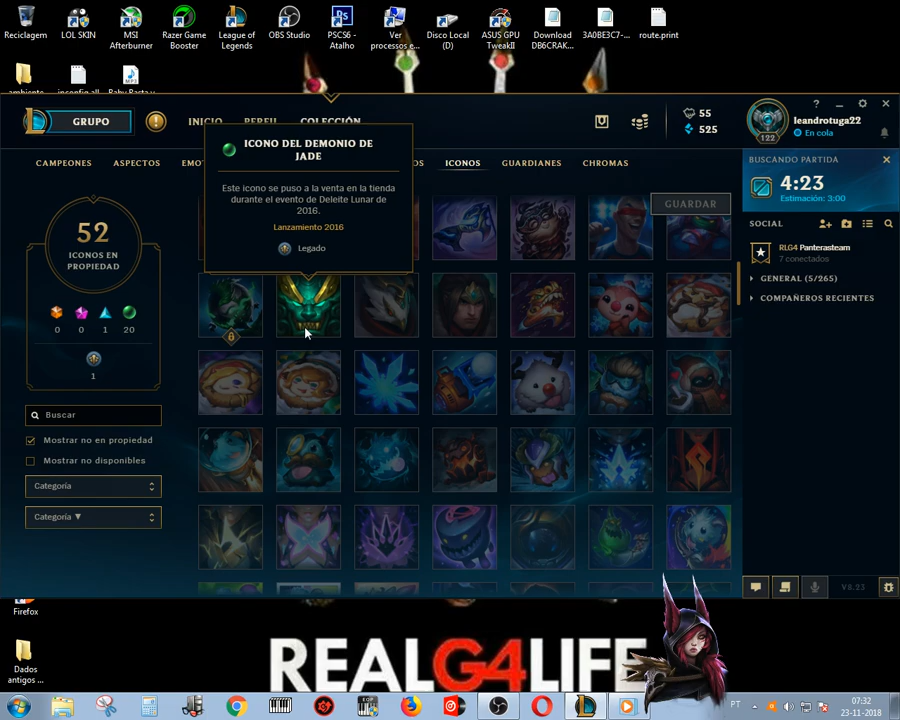 Reciclagem
LOL SKIN
MSI
Afterburner
Razer Game
Booster
League of
Legends
OBS Studio
PSCS6 -
Atalho
Ver
processos e...
Disco Local
(D)
ASUS GPU
TweakII
Download
DB6CRAK...
3A0BE3C7-...
route.print
GRUPO
INICIO
PERFIL
COLECCIÓN
55
525
122
leandrotuga22
En cola
CAMPEONES
ASPECTOS
ICONOS
GUARDIANES
CHROMAS
ICONO DEL DEMONIO DE
JADE
Este icono se puso a la venta en la tienda
durante el evento de Deleite Lunar de
2016.
Lanzamiento 2016
Legado
GUARDAR
BUSCANDO PARTIDA
4:23
Estimación: 3:00
SOCIAL
RLG4 Panterasteam
7 conectados
GENERAL (5/265)
COMPAÑEROS RECIENTES
52
ICONOS EN
PROPIEDAD
0 0 1 20
1
Buscar
Mostrar no en propiedad
Mostrar no disponibles
Categoría
Categoría ▼
V8.23
Firefox
Dados
antigos ...
REALG4LIFE
PT
07:32
23-11-2018